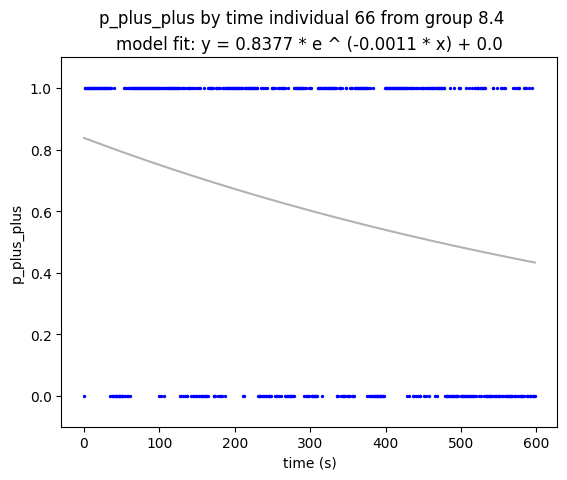 p_plus_plus by time individual 66 from group 8.4
model fit: y = 0.8377 * e ^ (-0.0011 * x) + 0.0
1.0
0.8
0.6
0.4
0.2
0.0
p_plus_plus
0 100 200 300 400 500 600
time (s)